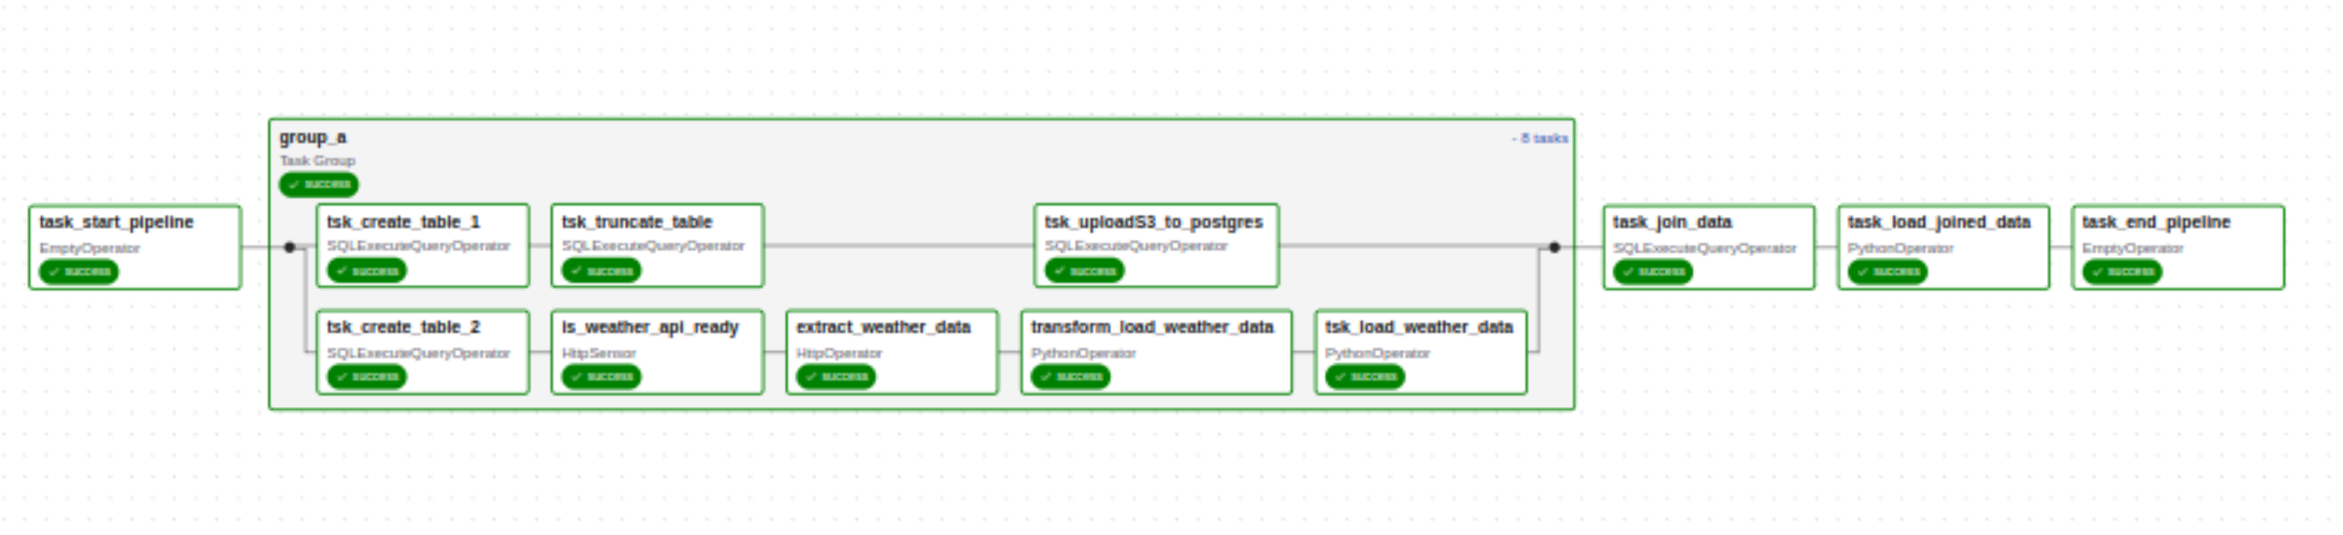 group_a
- 8 tasks
Task Group
✓ success
task_start_pipeline
EmptyOperator
✓ success
tsk_create_table_1
SQLExecuteQueryOperator
✓ success
tsk_truncate_table
SQLExecuteQueryOperator
✓ success
tsk_uploadS3_to_postgres
SQLExecuteQueryOperator
✓ success
tsk_create_table_2
SQLExecuteQueryOperator
✓ success
is_weather_api_ready
HttpSensor
✓ success
extract_weather_data
HttpOperator
✓ success
transform_load_weather_data
PythonOperator
✓ success
tsk_load_weather_data
PythonOperator
✓ success
task_join_data
SQLExecuteQueryOperator
✓ success
task_load_joined_data
PythonOperator
✓ success
task_end_pipeline
EmptyOperator
✓ success